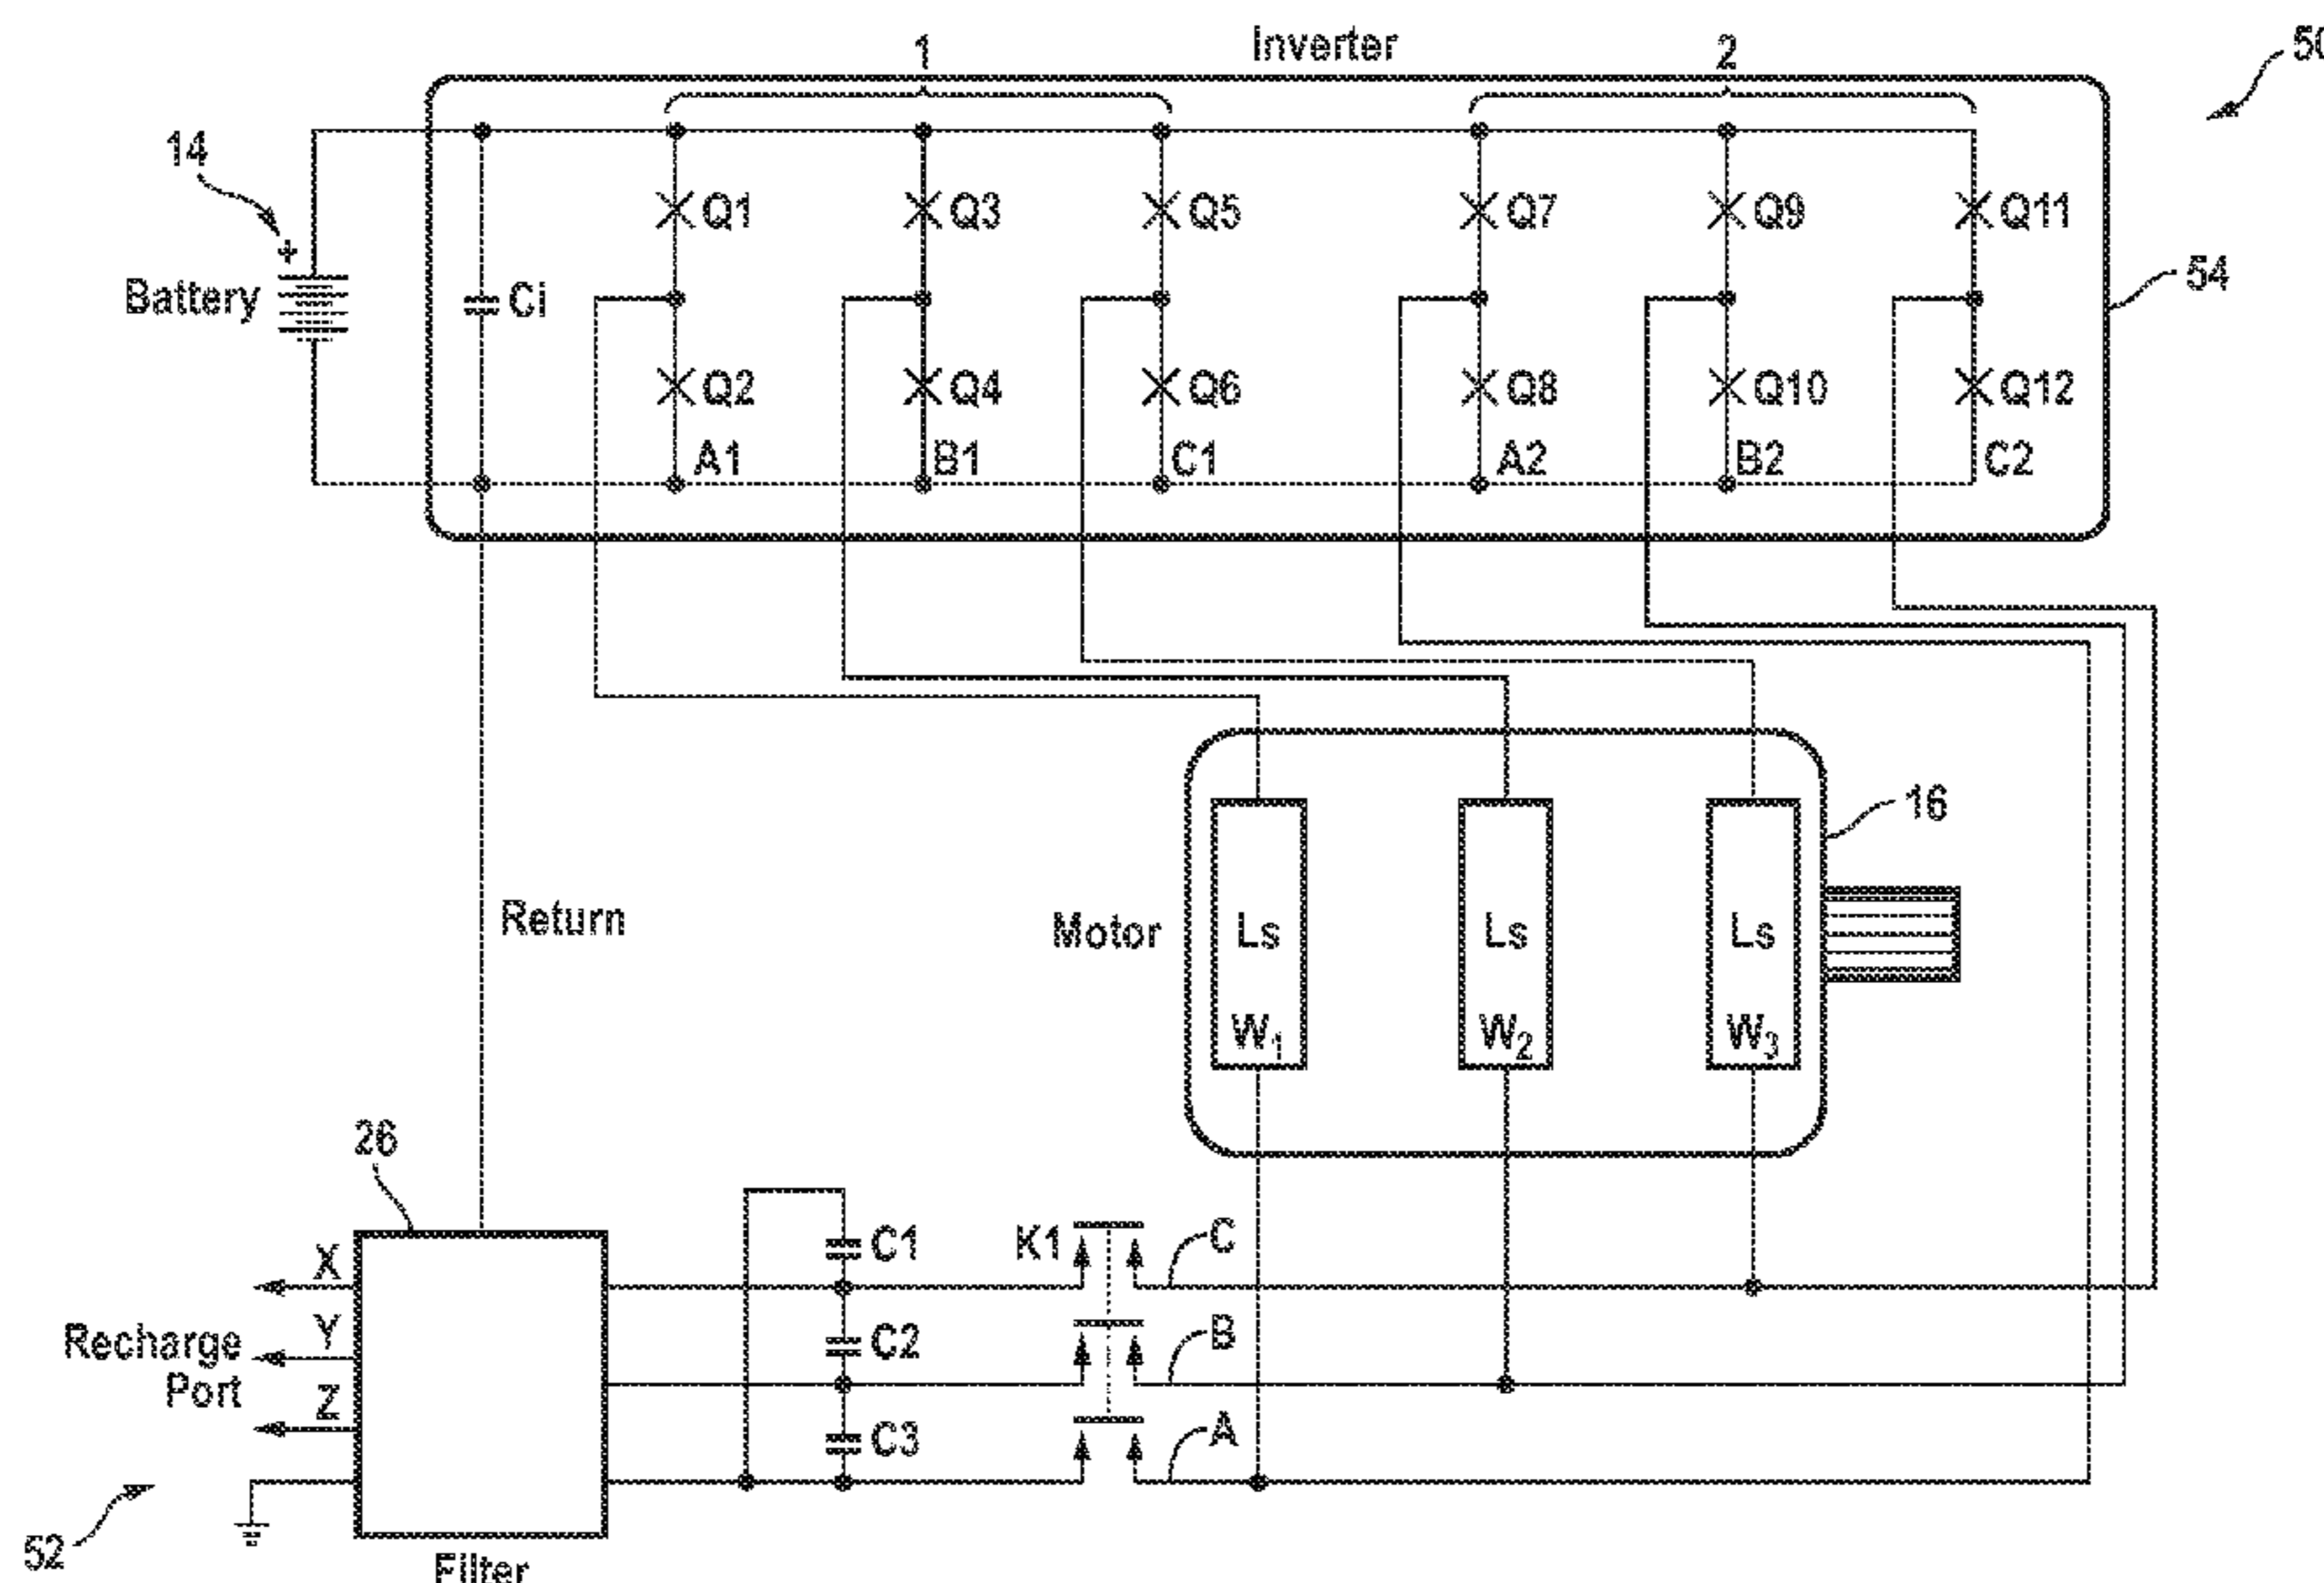 1 Inverter 2 50
14
Q1 Q3 Q5 Q7 Q9 Q11
+
Battery Ci 54
Q2 Q4 Q6 Q8 Q10 Q12
A1 B1 C1 A2 B2 C2
16
Return Motor Ls Ls Ls
W1 W2 W3
26
X C1 K1 C
Y C2 B
Recharge
Port
Z C3 A
52
Filter